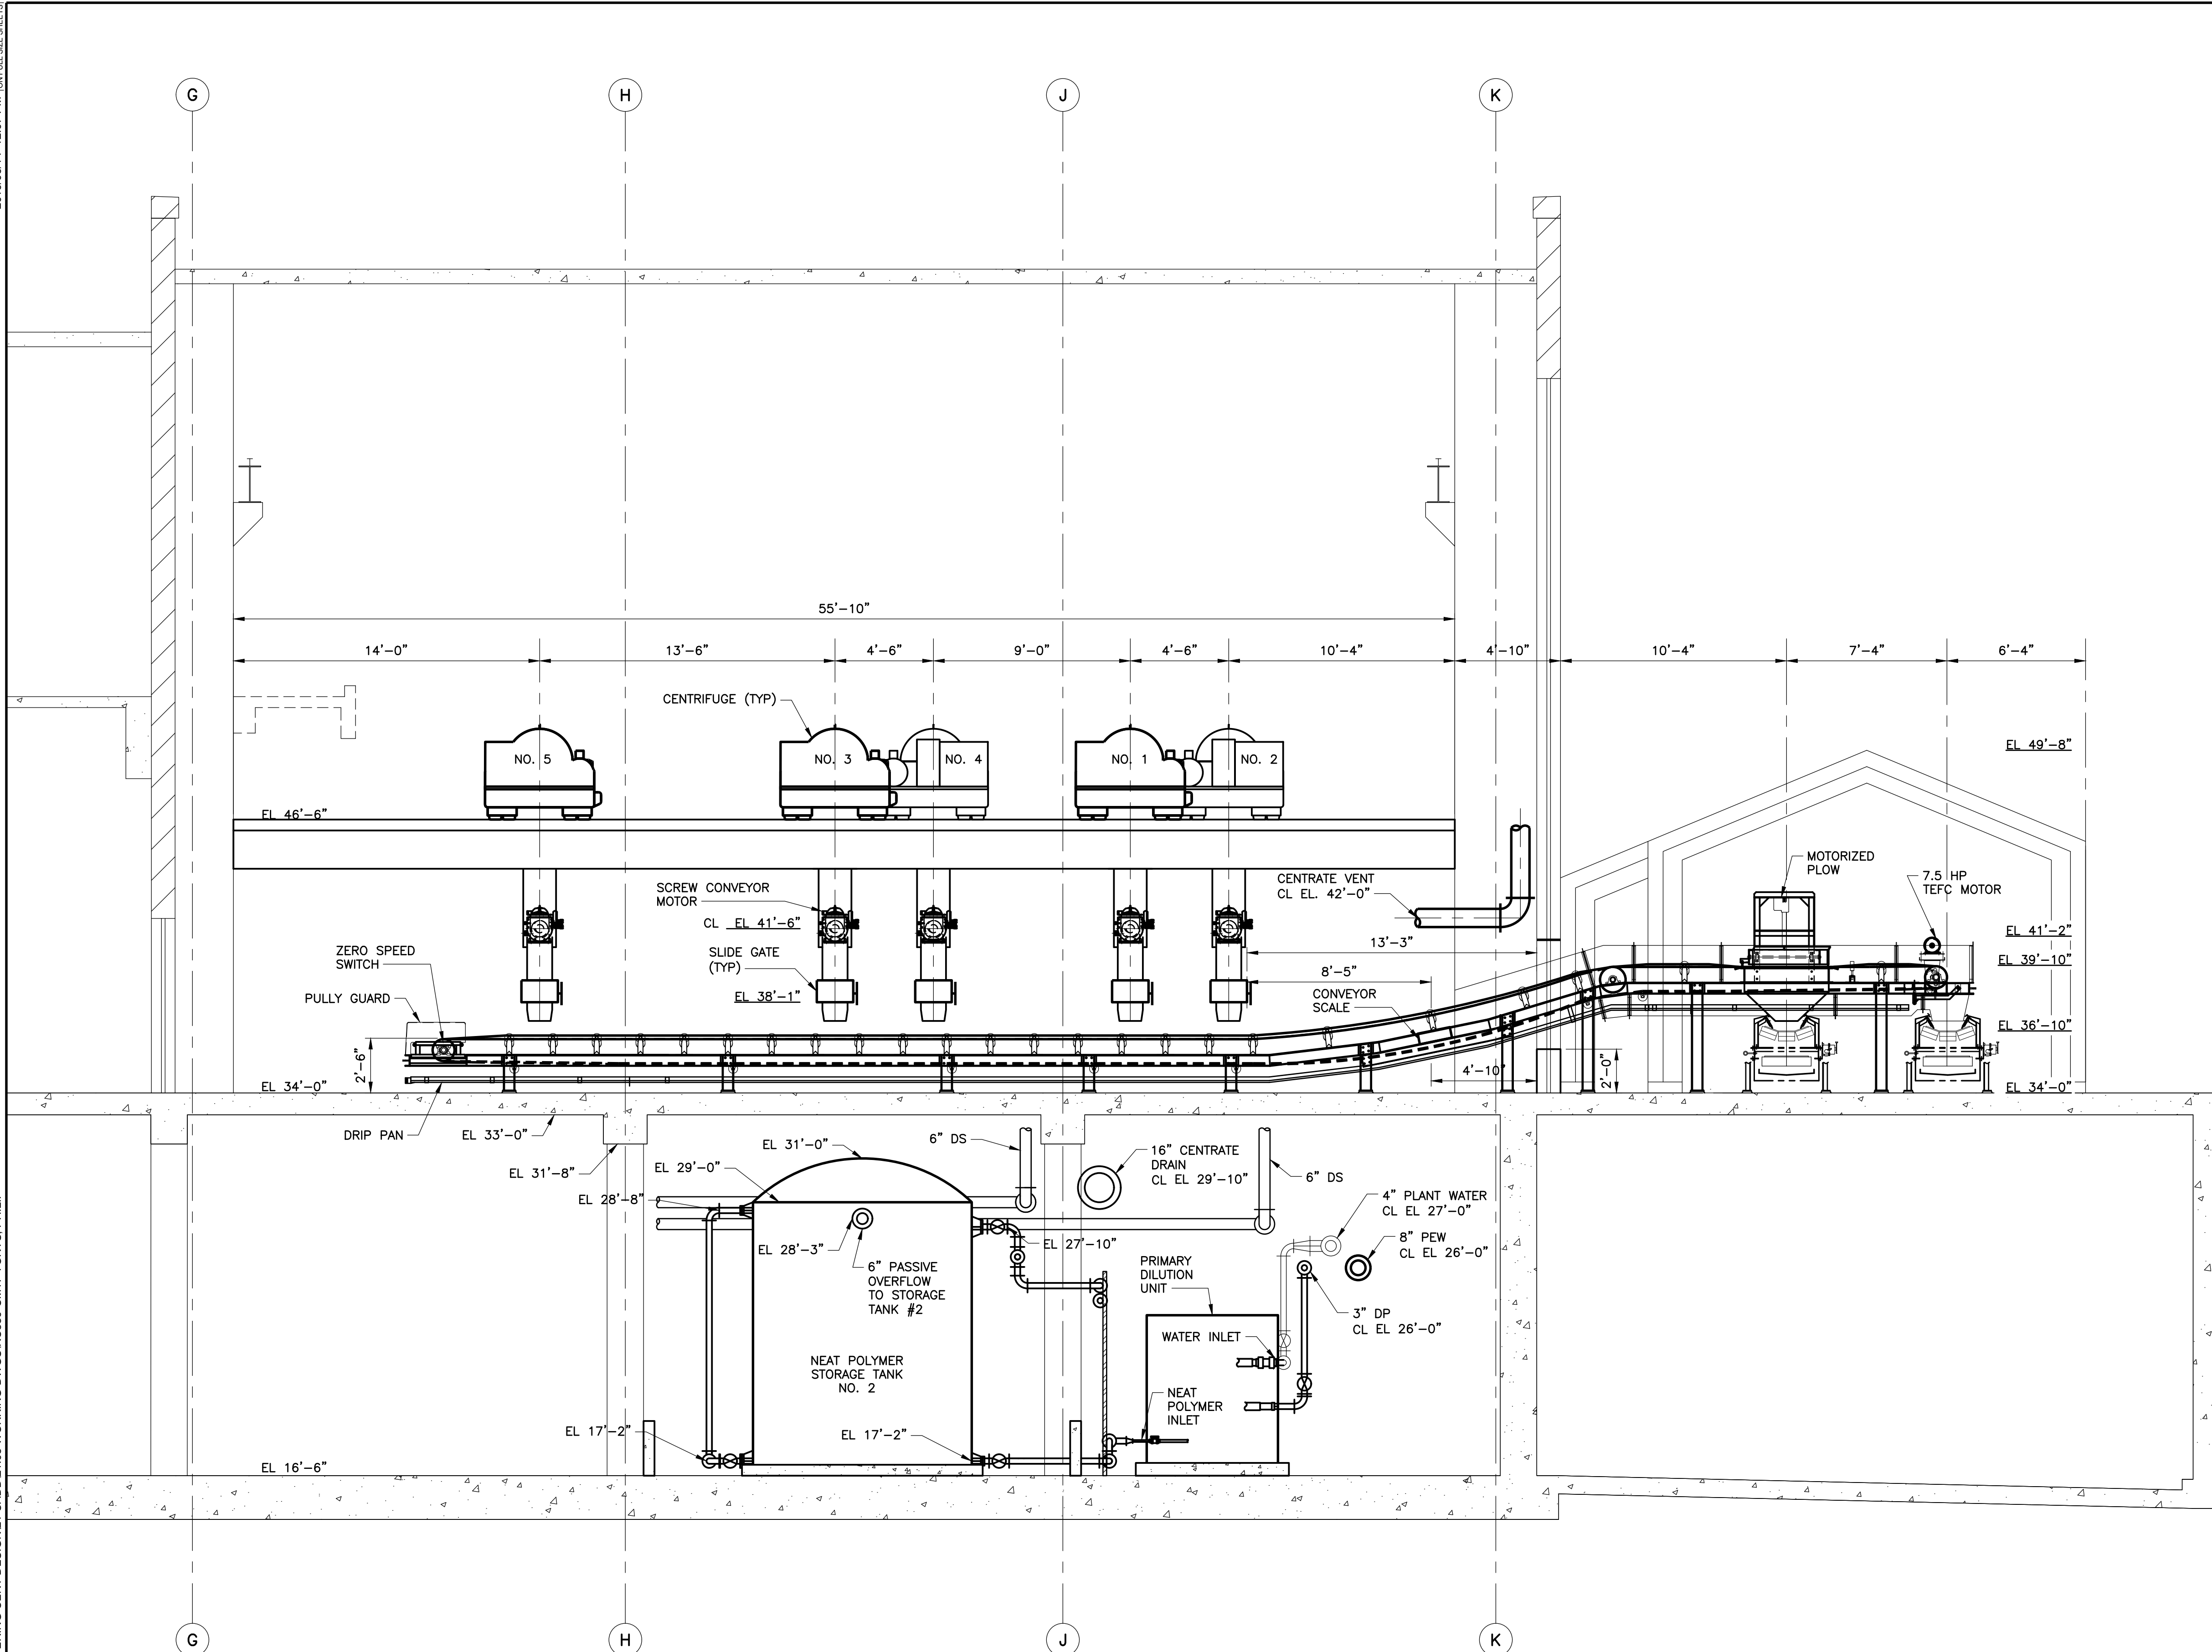 G
H
J
K
55'-10"
14'-0"
13'-6"
4'-6"
9'-0"
4'-6"
10'-4"
4'-10"
10'-4"
7'-4"
6'-4"
CENTRIFUGE (TYP)
NO. 5
NO. 3
NO. 4
NO. 1
NO. 2
EL 49'-8"
EL 46'-6"
MOTORIZED
PLOW
7.5 HP
TEFC MOTOR
SCREW CONVEYOR
MOTOR
CL EL 41'-6"
CENTRATE VENT
CL EL. 42'-0"
EL 41'-2"
13'-3"
ZERO SPEED
SWITCH
SLIDE GATE
(TYP)
EL 39'-10"
8'-5"
PULLY GUARD
EL 38'-1"
CONVEYOR
SCALE
EL 36'-10"
2'-6"
4'-10"
2'-0"
EL 34'-0"
EL 34'-0"
DRIP PAN
EL 33'-0"
EL 31'-8"
EL 31'-0"
6" DS
16" CENTRATE
DRAIN
CL EL 29'-10"
6" DS
EL 29'-0"
EL 28'-8"
4" PLANT WATER
CL EL 27'-0"
EL 28'-3"
EL 27'-10"
8" PEW
CL EL 26'-0"
6" PASSIVE
OVERFLOW
TO STORAGE
TANK #2
PRIMARY
DILUTION
UNIT
3" DP
CL EL 26'-0"
WATER INLET
NEAT POLYMER
STORAGE TANK
NO. 2
NEAT
POLYMER
INLET
EL 17'-2"
EL 17'-2"
EL 16'-6"
G
H
J
K